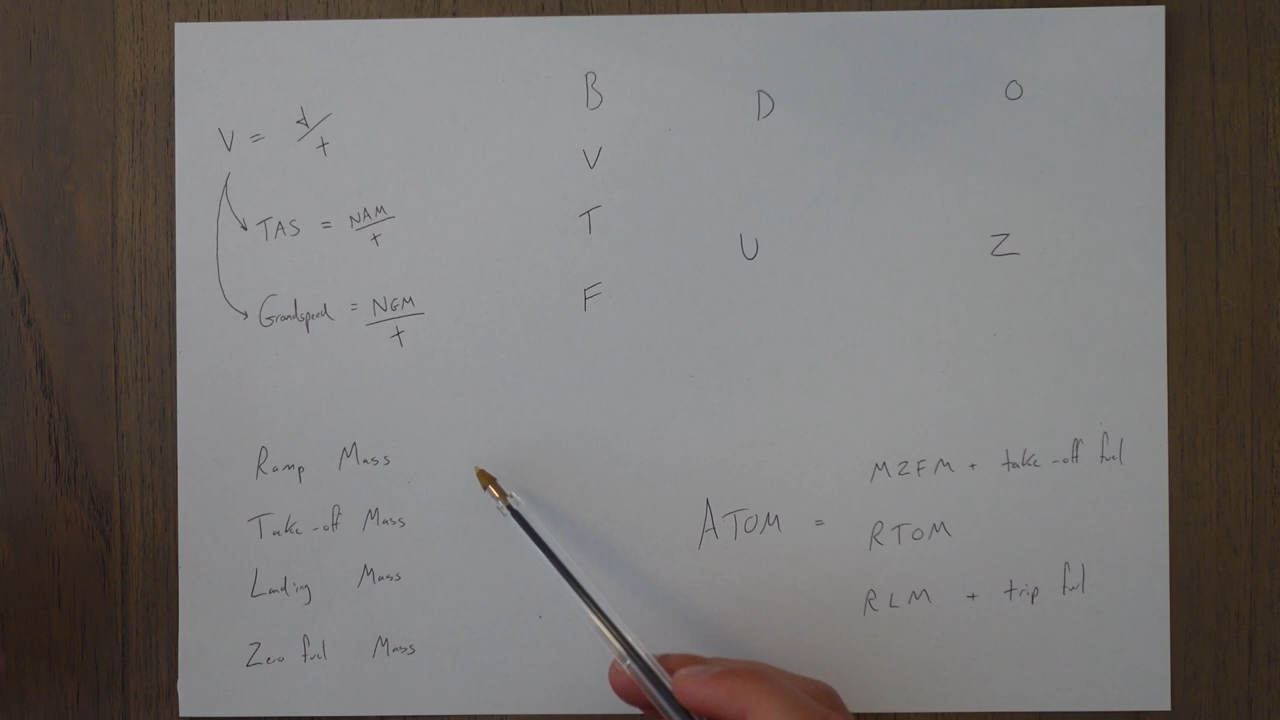 V = d/t
TAS = NAM/t
Groundspeed = NGM/t
B
V
T
F
D
U
O
Z
Ramp Mass
Take-off Mass
Landing Mass
Zero fuel Mass
ATOM =
MZFM + take-off fuel
RTOM
RLM + trip fuel